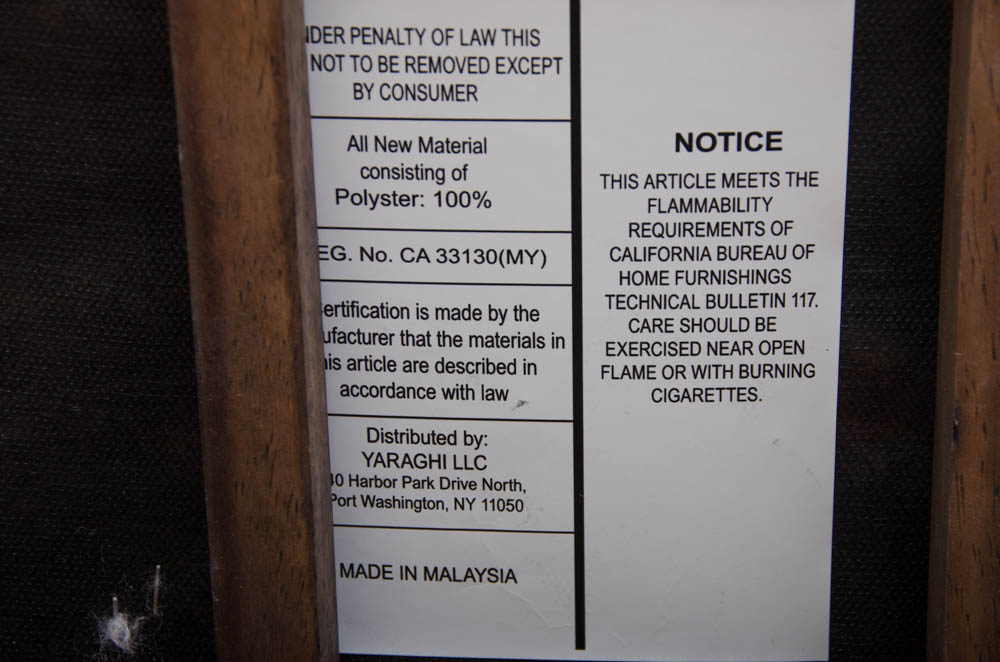 NDER PENALTY OF LAW THIS
NOT TO BE REMOVED EXCEPT
BY CONSUMER
All New Material
consisting of
Polyster: 100%
EG. No. CA 33130(MY)
ertification is made by the
ufacturer that the materials in
is article are described in
accordance with law
Distributed by:
YARAGHI LLC
40 Harbor Park Drive North,
Port Washington, NY 11050
MADE IN MALAYSIA
NOTICE
THIS ARTICLE MEETS THE
FLAMMABILITY
REQUIREMENTS OF
CALIFORNIA BUREAU OF
HOME FURNISHINGS
TECHNICAL BULLETIN 117.
CARE SHOULD BE
EXERCISED NEAR OPEN
FLAME OR WITH BURNING
CIGARETTES.